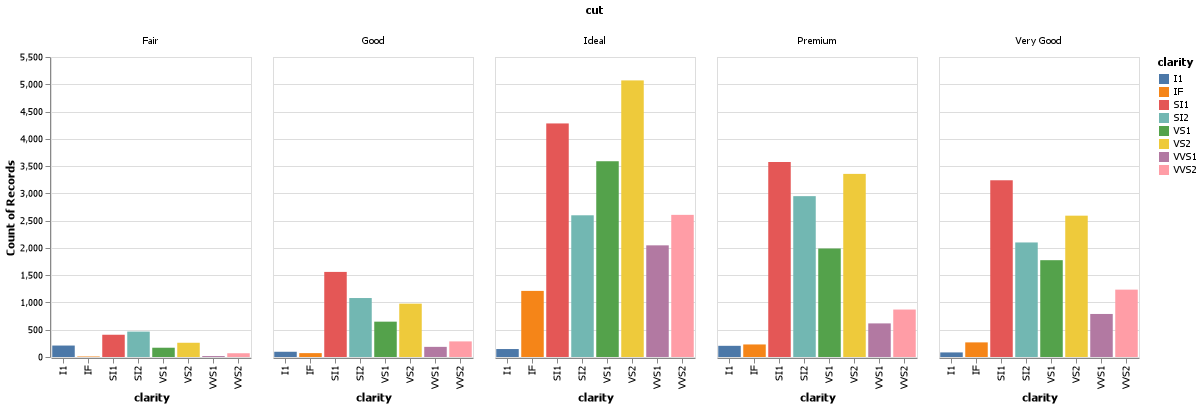 cut
Fair Good Ideal Premium Very Good
clarity
I1
IF
SI1
SI2
VS1
VS2
VVS1
VVS2
Count of Records
5,500
5,000
4,500
4,000
3,500
3,000
2,500
2,000
1,500
1,000
500
0
I1 IF SI1 SI2 VS1 VS2 VVS1 VVS2 I1 IF SI1 SI2 VS1 VS2 VVS1 VVS2 I1 IF SI1 SI2 VS1 VS2 VVS1 VVS2 I1 IF SI1 SI2 VS1 VS2 VVS1 VVS2 I1 IF SI1 SI2 VS1 VS2 VVS1 VVS2
clarity clarity clarity clarity clarity